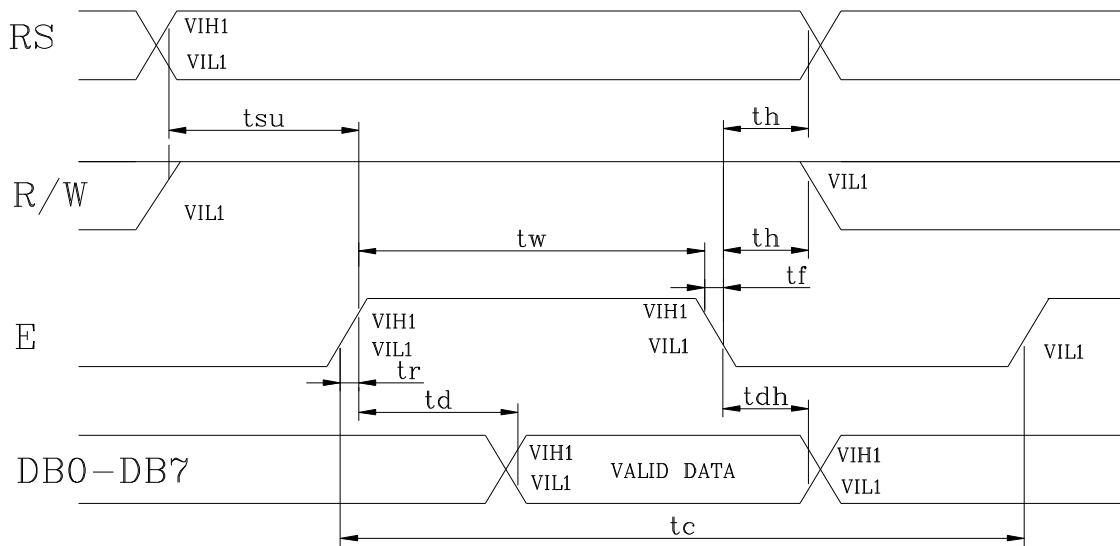 RS
VIH1
VIL1
tsu
th
R/W
VIL1
VIL1
tw
th
tf
E
VIH1
VIL1
VIH1
VIL1
VIL1
tr
td
tdh
DB0-DB7
VIH1
VIL1
VALID DATA
VIH1
VIL1
tc